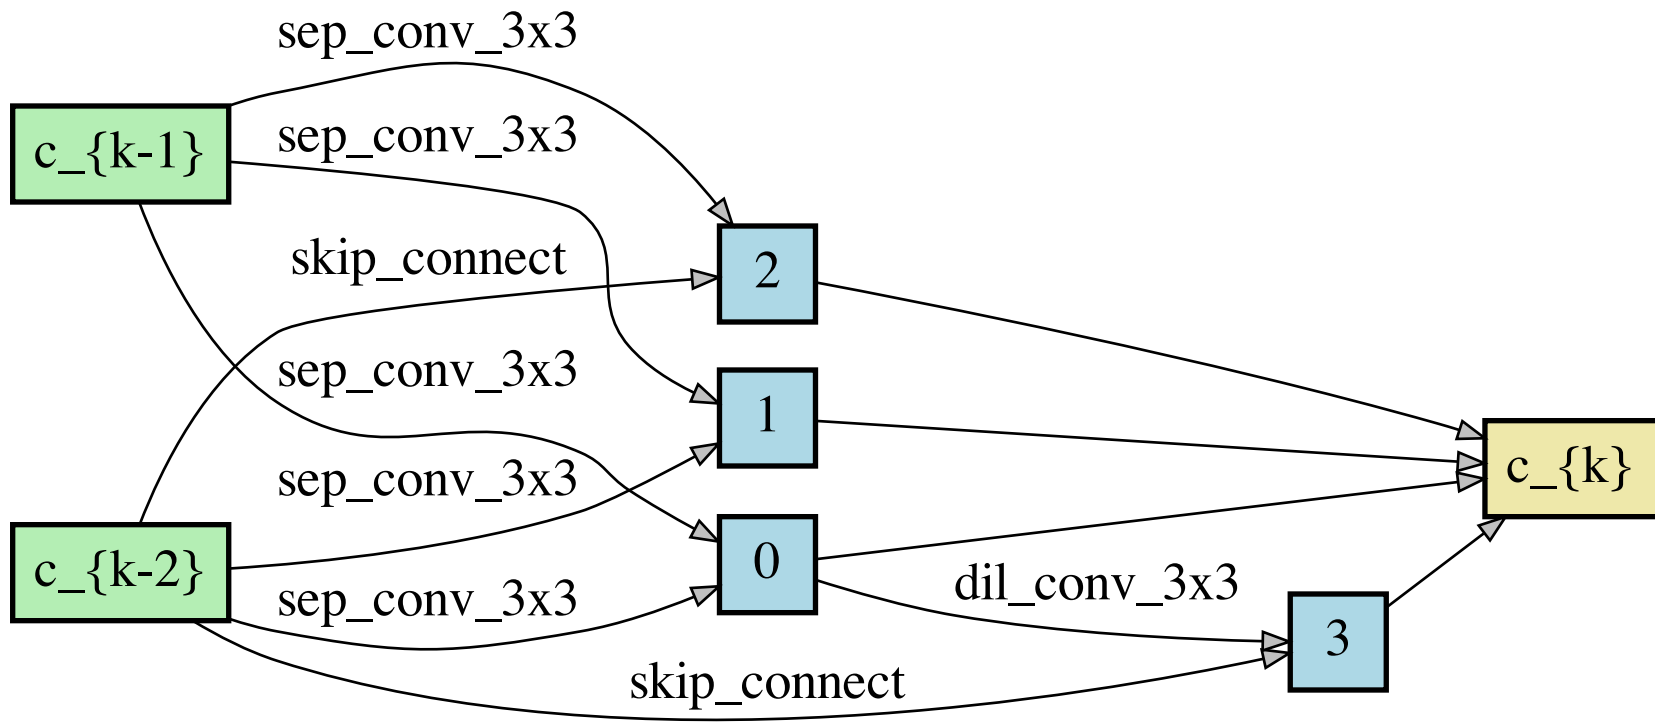 sep_conv_3x3
c_{k-1}
sep_conv_3x3
skip_connect
2
sep_conv_3x3
1
c_{k}
sep_conv_3x3
c_{k-2}
0
sep_conv_3x3
dil_conv_3x3
3
skip_connect